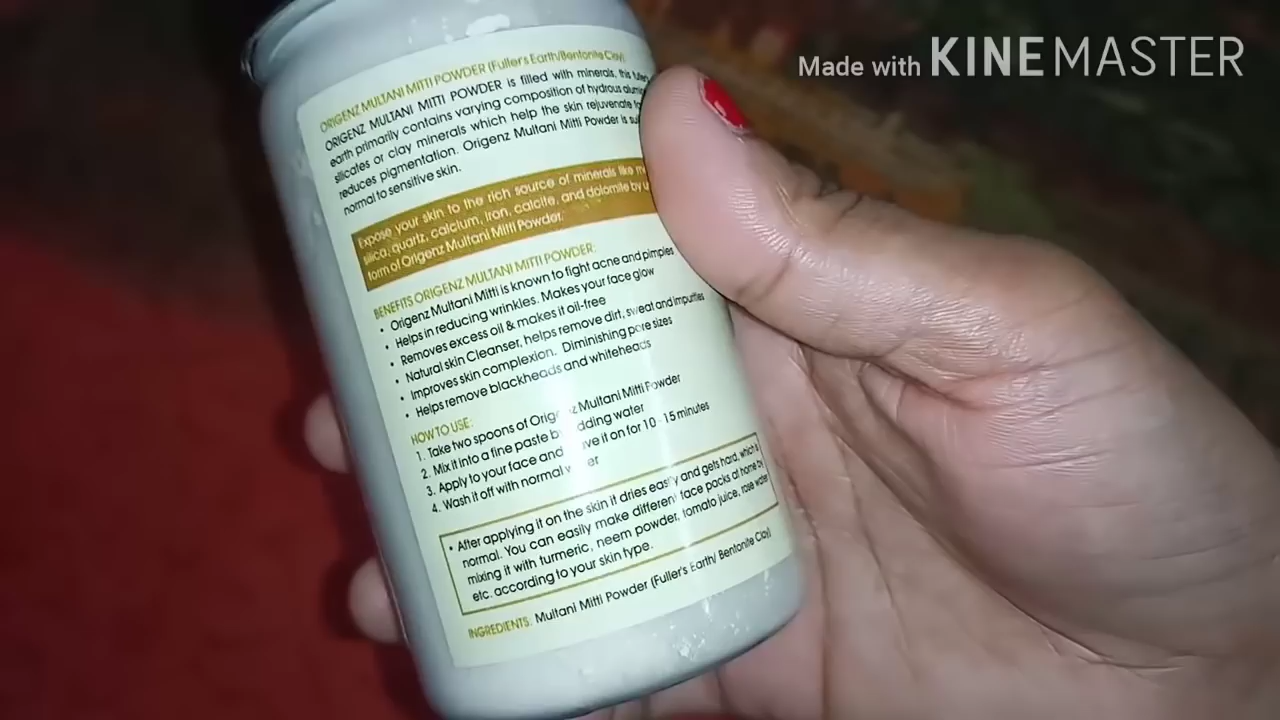 Made with KINEMASTER
ORIGENZ MULTANI MITTI POWDER (Fuller's Earth/Bentonite Clay)
ORIGENZ MULTANI MITTI POWDER is filled with minerals, this
earth primarily contains varying composition of hydrous
silicates or clay minerals which help the skin rejuvenate
reduces pigmentation. Origenz Multani Mitti Powder is
normal to sensitive skin.
Expose your skin to the rich source of minerals like
silica, quartz, calcium, iron, calcite, and dolomite by
form of Origenz Multani Mitti Powder.
BENEFITS ORIGENZ MULTANI MITTI POWDER:
• Origenz Multani Mitti is known to fight acne and pimples
• Helps in reducing wrinkles. Makes your face glow
• Removes excess oil & makes it oil-free
• Natural skin Cleanser, helps remove dirt, sweat and impurities
• Improves skin complexion. Diminishing pore sizes
• Helps remove blackheads and whiteheads
HOW TO USE:
1. Take two spoons of Origenz Multani Mitti Powder
2. Mix it into a fine paste by adding water
3. Apply to your face and leave it on for 10 - 15 minutes
4. Wash it off with normal water
• After applying it on the skin it dries easily and gets hard, which is
normal. You can easily make different face packs at home by
mixing it with turmeric, neem powder, tomato juice, rose water
etc. according to your skin type.
INGREDIENTS: Multani Mitti Powder (Fuller's Earth/ Bentonite Clay)